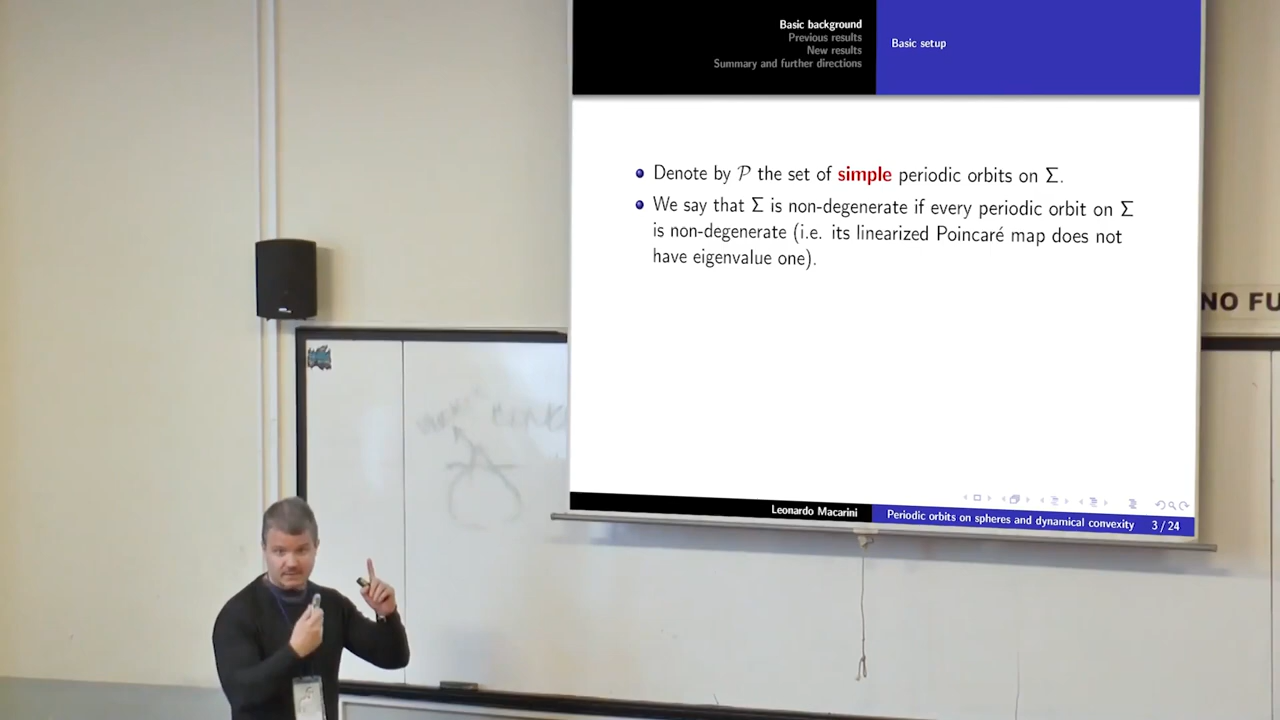 Basic background
Previous results
New results
Summary and further directions
Basic setup
Denote by 𝒫 the set of simple periodic orbits on Σ.
We say that Σ is non-degenerate if every periodic orbit on Σ
is non-degenerate (i.e. its linearized Poincaré map does not
have eigenvalue one).
NO FU
Leonardo Macarini
Periodic orbits on spheres and dynamical convexity
3 / 24